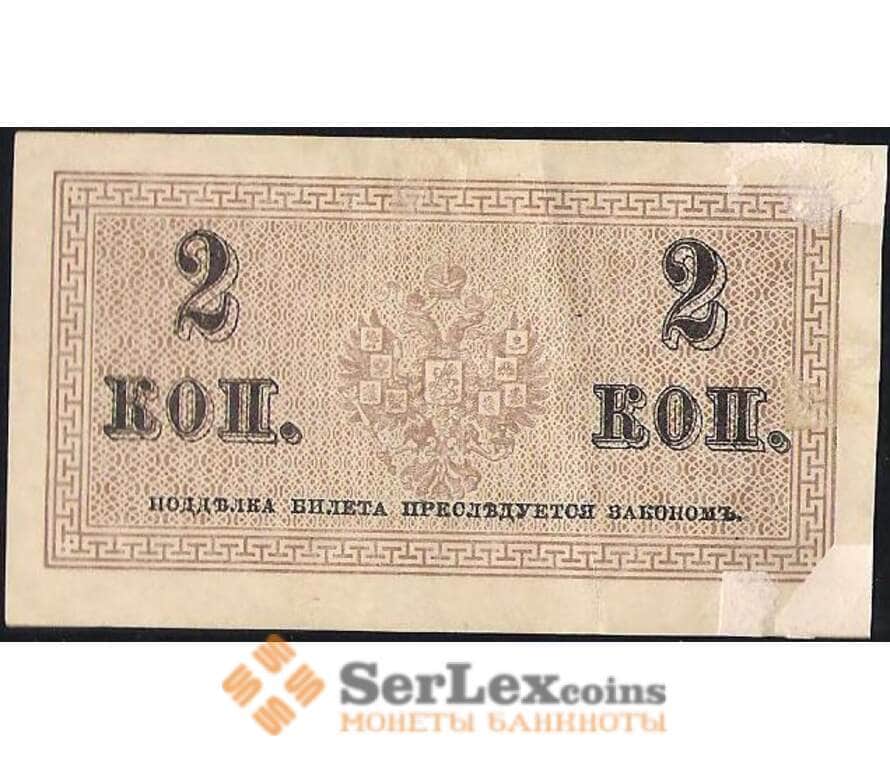 2 2
КОП. КОП.
ПОДДѢЛКА БИЛЕТА ПРЕСЛѢДУЕТСЯ ЗАКОНОМЪ.
SerLexcoins
МОНЕТЫ БАНКНОТЫ